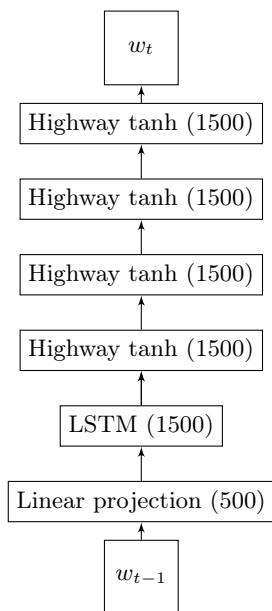 w_t
Highway tanh (1500)
Highway tanh (1500)
Highway tanh (1500)
Highway tanh (1500)
LSTM (1500)
Linear projection (500)
w_{t−1}